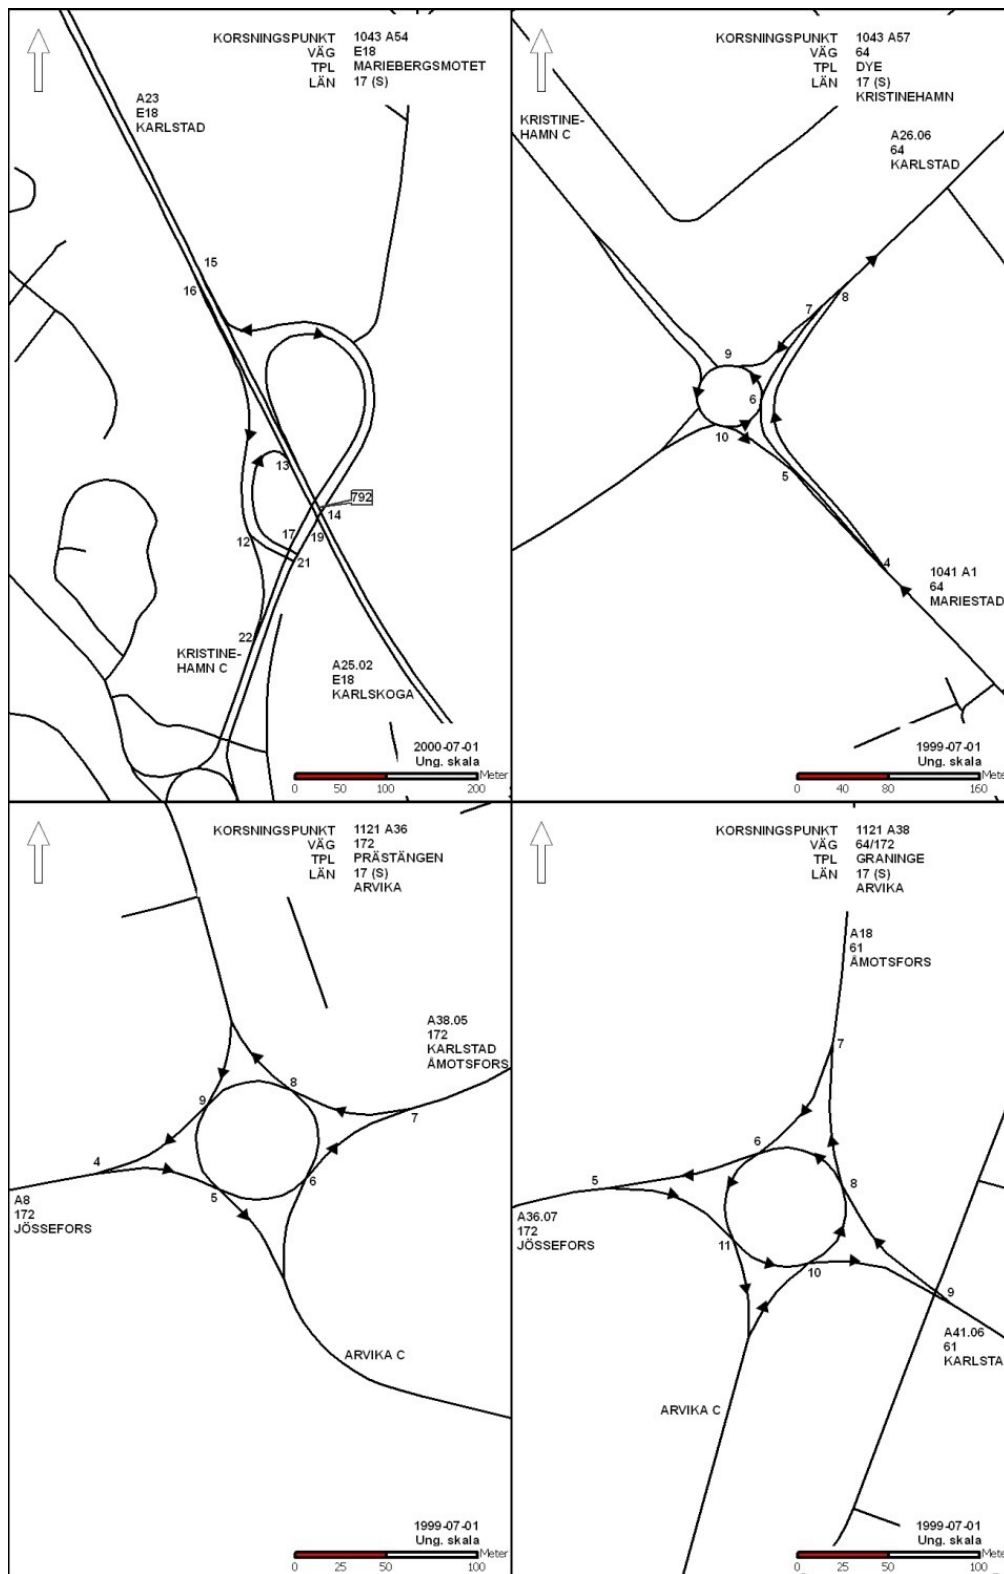 KORSNINGSPUNKT 1043 A54
VÄG E18
TPL MARIEBERGSMOTET
LÄN 17 (S)
A23
E18
KARLSTAD
15
16
13
792
14
17
19
12
21
22
KRISTINE-
HAMN C
A25.02
E18
KARLSKOGA
2000-07-01
Ung. skala
Meter
0 50 100 200
KORSNINGSPUNKT 1043 A57
VÄG 64
TPL DYE
LÄN 17 (S)
KRISTINEHAMN
KRISTINE-
HAMN C
A26.06
64
KARLSTAD
8
7
9
6
10
5
4
1041 A1
64
MARIESTAD
1999-07-01
Ung. skala
Meter
0 40 80 160
KORSNINGSPUNKT 1121 A36
VÄG 172
TPL PRÄSTÄNGEN
LÄN 17 (S)
ARVIKA
A38.05
172
KARLSTAD
ÅMOTSFORS
8
9
7
4
5
6
A8
172
JÖSSEFORS
ARVIKA C
1999-07-01
Ung. skala
Meter
0 25 50 100
KORSNINGSPUNKT 1121 A38
VÄG 64/172
TPL GRANINGE
LÄN 17 (S)
ARVIKA
A18
61
ÅMOTSFORS
7
6
5
8
A36.07
172
JÖSSEFORS
11
10
9
A41.06
61
KARLSTA
ARVIKA C
1999-07-01
Ung. skala
Meter
0 25 50 100